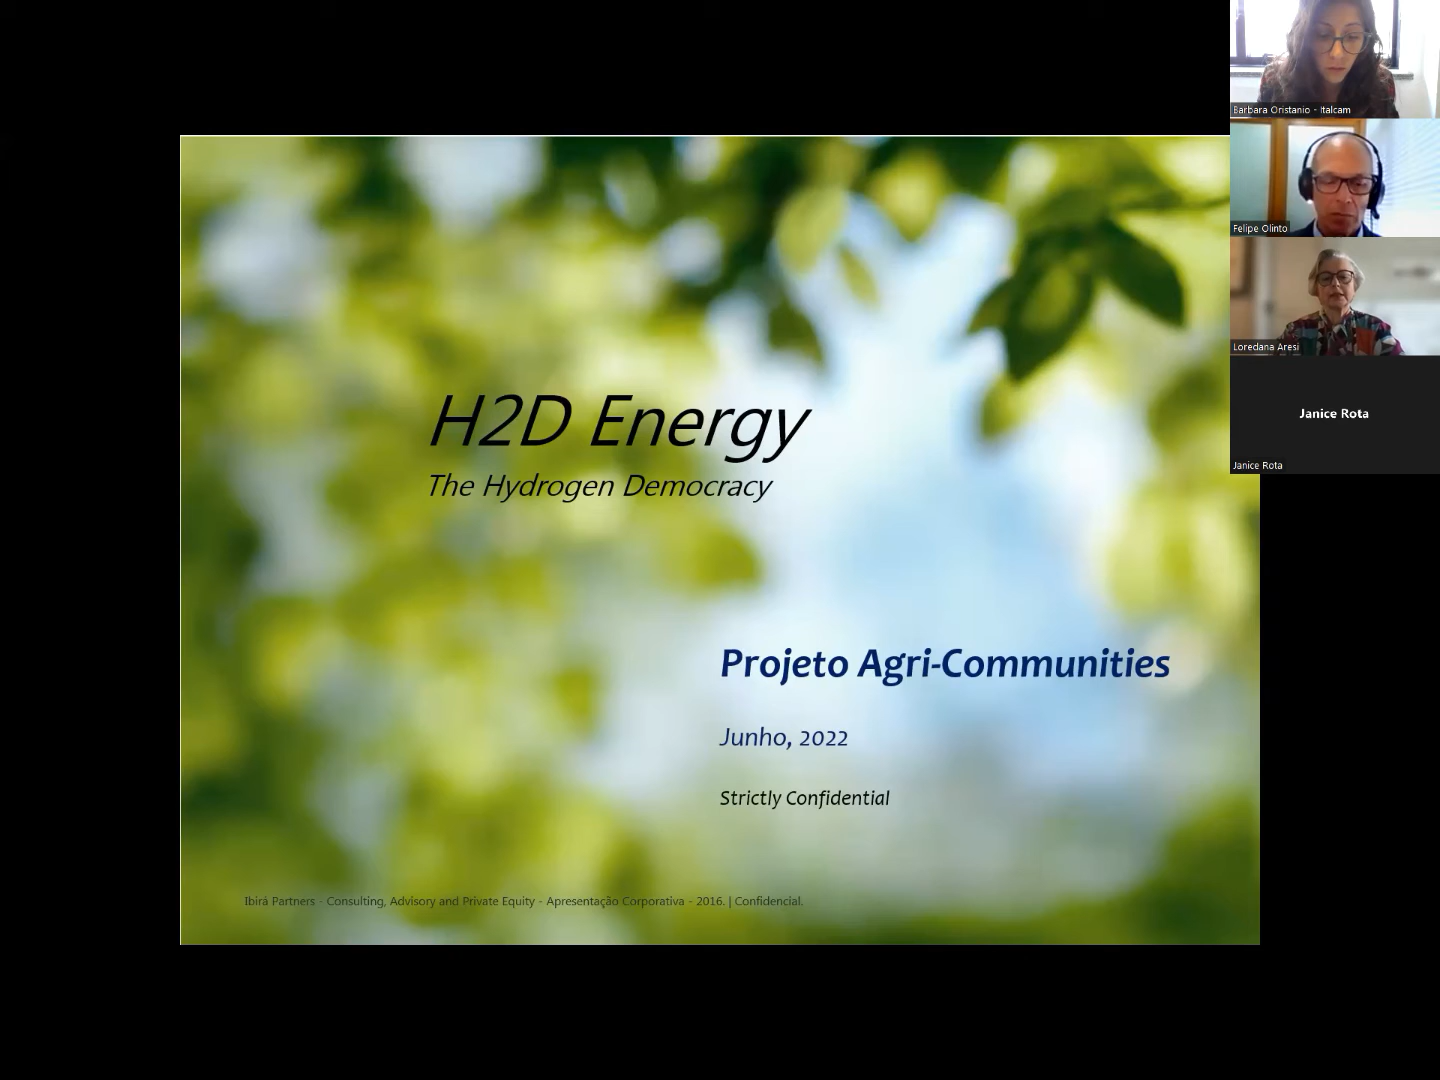 H2D Energy
The Hydrogen Democracy
Projeto Agri-Communities
Junho, 2022
Strictly Confidential
Ibirá Partners - Consulting, Advisory and Private Equity - Apresentação Corporativa - 2016. | Confidencial.
Barbara Oristanio - Italcam
Felipe Olinto
Loredana Aresi
Janice Rota
Janice Rota